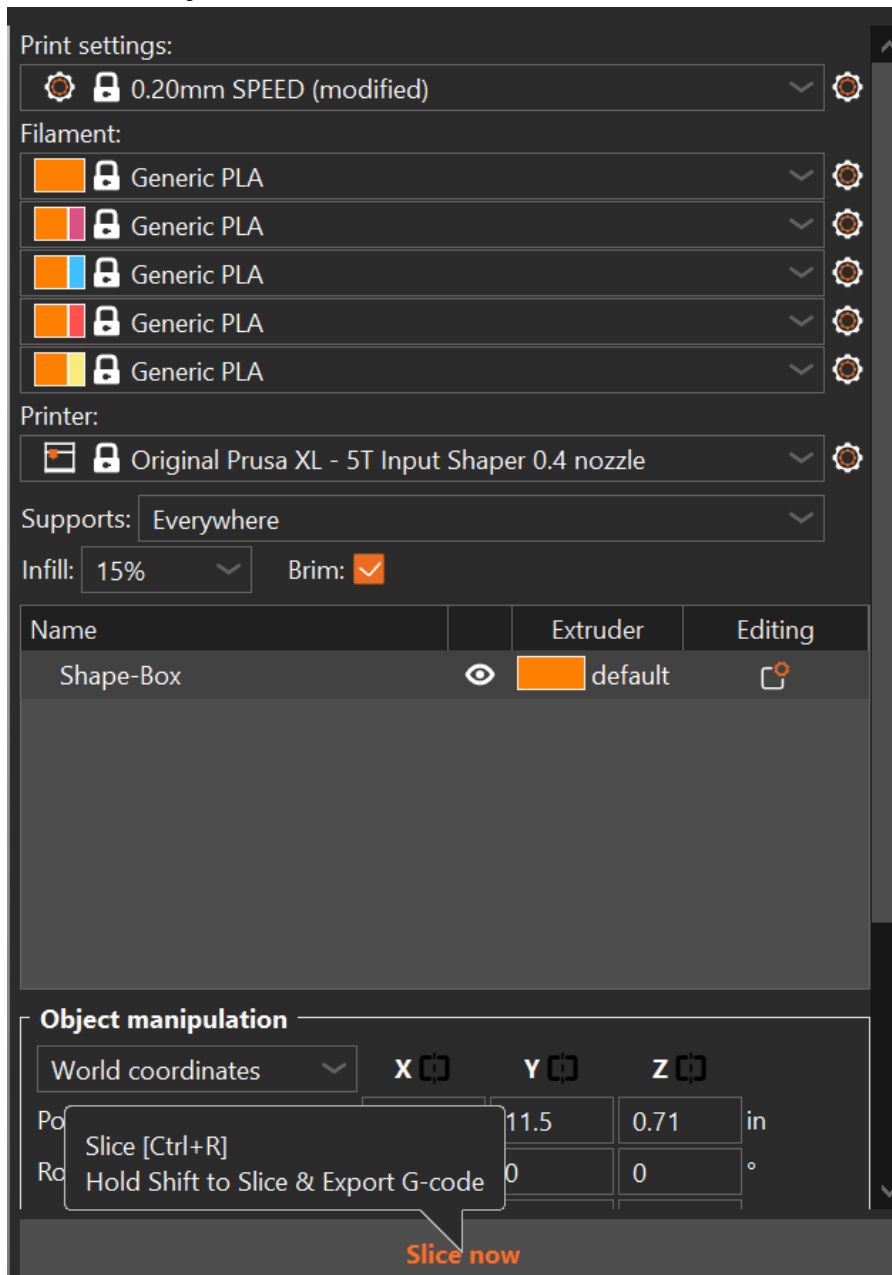 Print settings:
0.20mm SPEED (modified)
Filament:
Generic PLA
Generic PLA
Generic PLA
Generic PLA
Generic PLA
Printer:
Original Prusa XL - 5T Input Shaper 0.4 nozzle
Supports: Everywhere
Infill: 15% Brim:
Name Extruder Editing
Shape-Box default
Object manipulation
World coordinates X Y Z
Po 11.5 0.71 in
Ro 0 0 °
Slice [Ctrl+R]
Hold Shift to Slice & Export G-code
Slice now